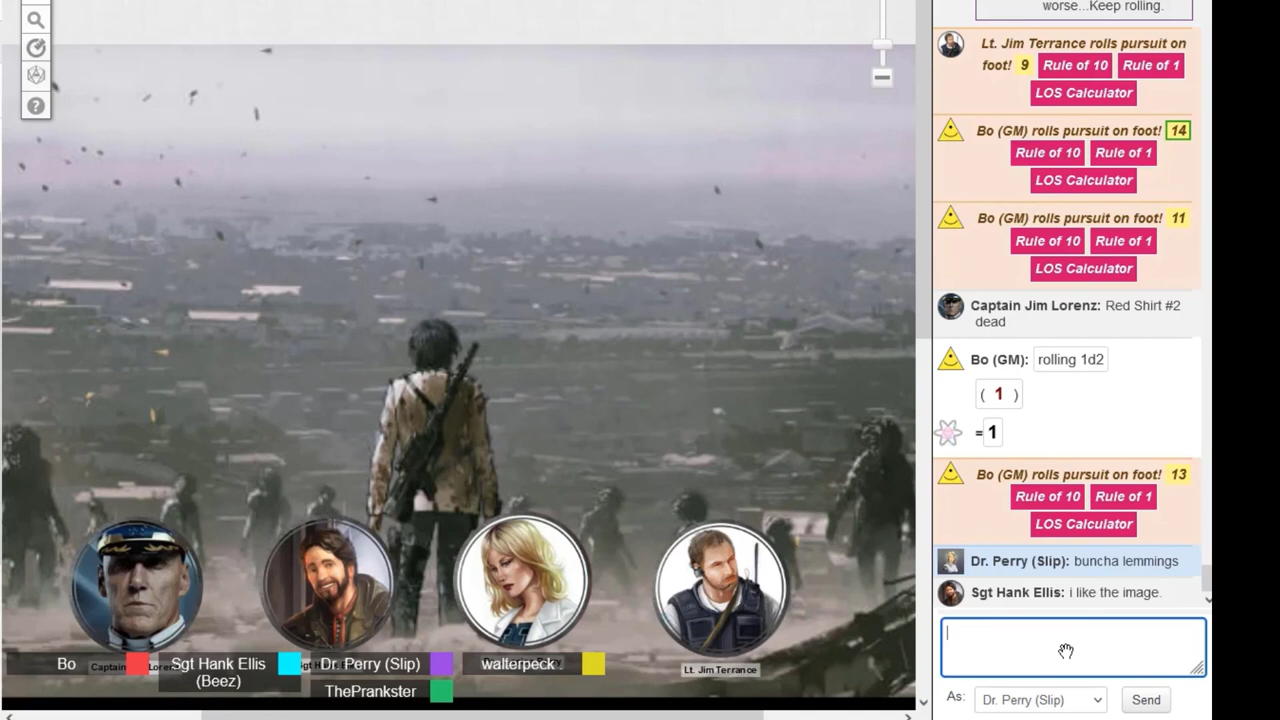 worse...Keep rolling.
Lt. Jim Terrance rolls pursuit on
foot! 9 Rule of 10 Rule of 1
LOS Calculator
Bo (GM) rolls pursuit on foot! 14
Rule of 10 Rule of 1
LOS Calculator
Bo (GM) rolls pursuit on foot! 11
Rule of 10 Rule of 1
LOS Calculator
Captain Jim Lorenz: Red Shirt #2
dead
Bo (GM): rolling 1d2
( 1 )
=1
Bo (GM) rolls pursuit on foot! 13
Rule of 10 Rule of 1
LOS Calculator
Dr. Perry (Slip): buncha lemmings
Sgt Hank Ellis: i like the image.
As: Dr. Perry (Slip) Send
Bo
Captain
Sgt Hank Ellis
(Beez)
Dr. Perry (Slip)
ThePrankster
walterpeck
Lt. Jim Terrance
?